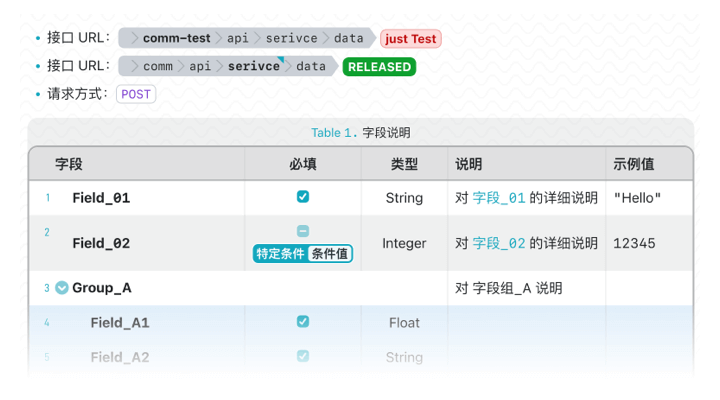 接口 URL： comm-test api serivce data just Test
接口 URL： comm api serivce data RELEASED
请求方式： POST
Table 1. 字段说明
字段 必填 类型 说明 示例值
1 Field_01 String 对 字段_01 的详细说明 "Hello"
2 Field_02 特定条件 条件值 Integer 对 字段_02 的详细说明 12345
3 Group_A 对 字段组_A 说明
4 Field_A1 Float
5 Field_A2 String